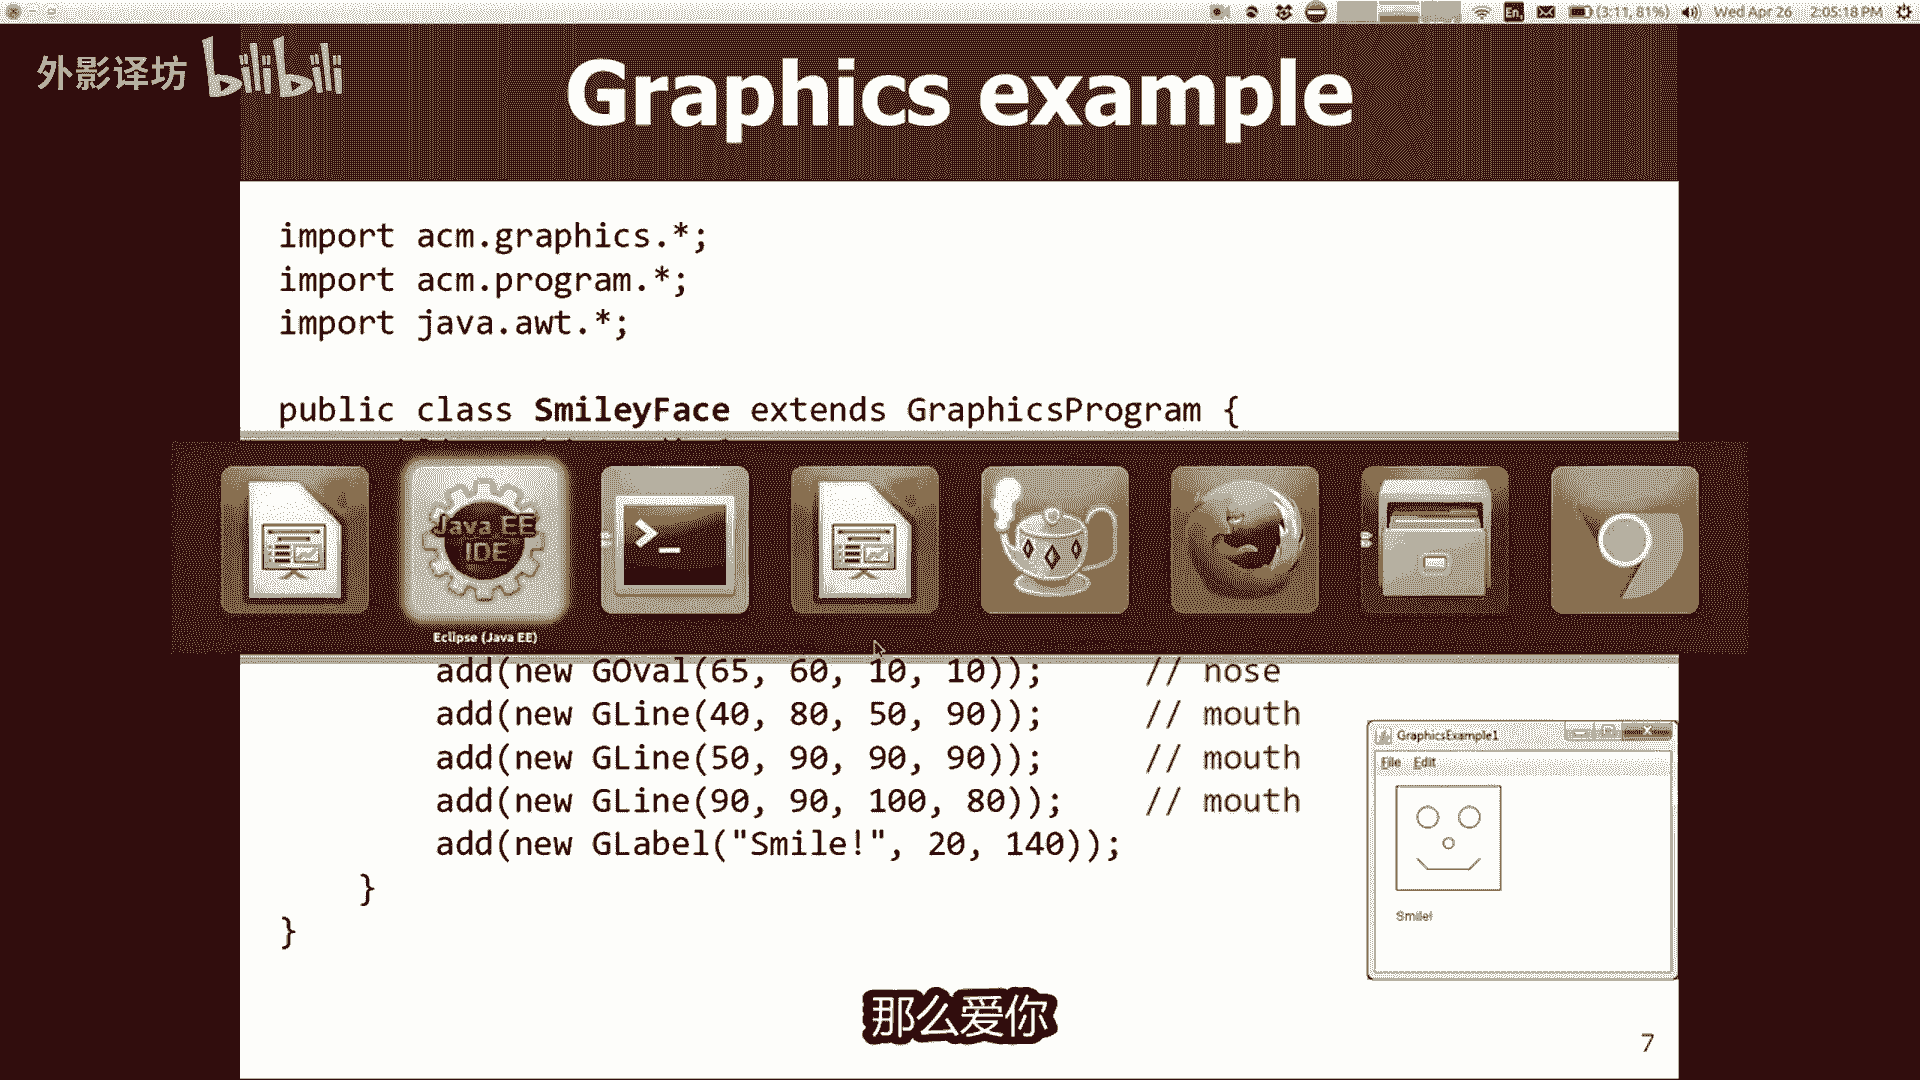 En (3:11, 81%) Wed Apr 26 2:05:18 PM
外影译坊 bilibili
Graphics example
import acm.graphics.*;
import acm.program.*;
import java.awt.*;
public class SmileyFace extends GraphicsProgram {
Java EE
IDE
>_
Eclipse (Java EE)
add(new GOval(65, 60, 10, 10)); // nose
add(new GLine(40, 80, 50, 90)); // mouth
add(new GLine(50, 90, 90, 90)); // mouth
add(new GLine(90, 90, 100, 80)); // mouth
add(new GLabel("Smile!", 20, 140));
}
}
GraphicsExample1
File Edit
Smile!
那么爱你
7